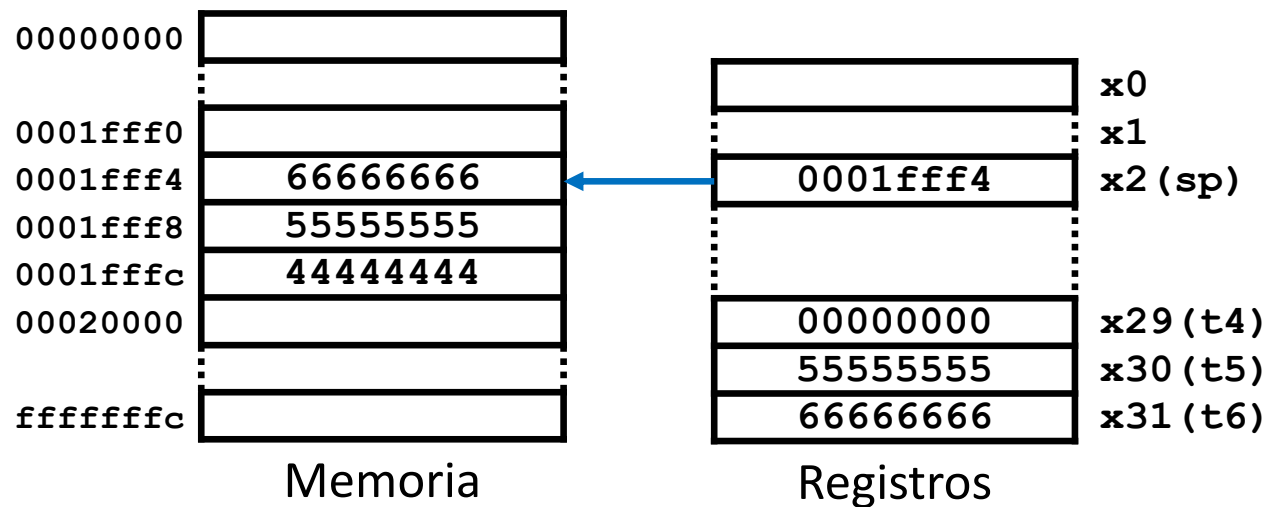 00000000
x0
0001fff0
x1
0001fff4 66666666 0001fff4 x2(sp)
0001fff8 55555555
0001fffc 44444444
00020000 00000000 x29(t4)
55555555 x30(t5)
fffffffc 66666666 x31(t6)
Memoria Registros